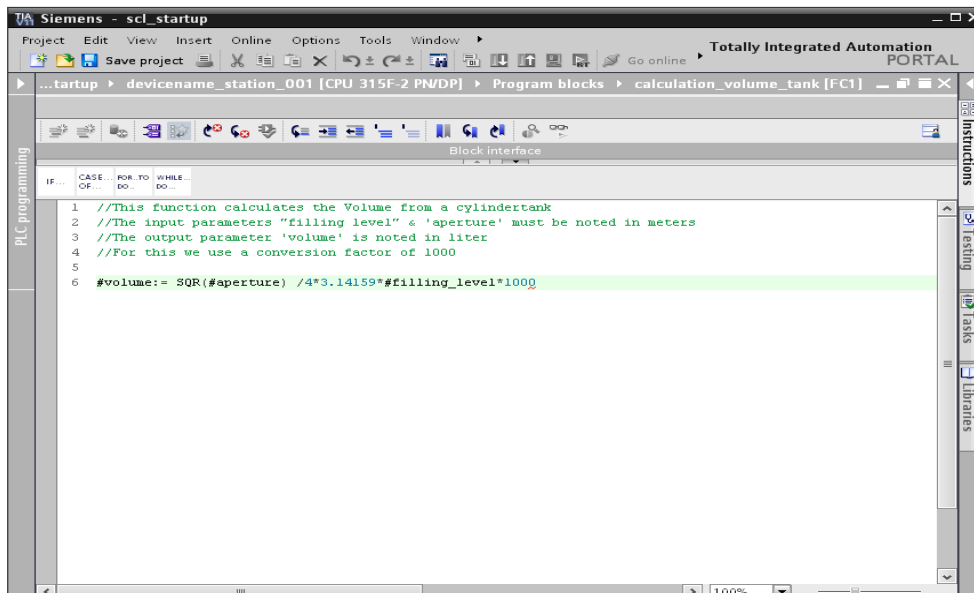 Siemens - scl_startup
Project Edit View Insert Online Options Tools Window
Totally Integrated Automation
PORTAL
Save project
Go online
...tartup devicename_station_001 [CPU 315F-2 PN/DP] Program blocks calculation_volume_tank [FC1]
Block interface
IF... CASE... OF... FOR..TO DO... WHILE... DO...
1 //This function calculates the Volume from a cylindertank
2 //The input parameters "filling level" & 'aperture' must be noted in meters
3 //The output parameter 'volume' is noted in liter
4 //For this we use a conversion factor of 1000
5
6 #volume:= SQR(#aperture) /4*3.14159*#filling_level*1000
PLC programming
Instructions
Testing
Tasks
Libraries
100%